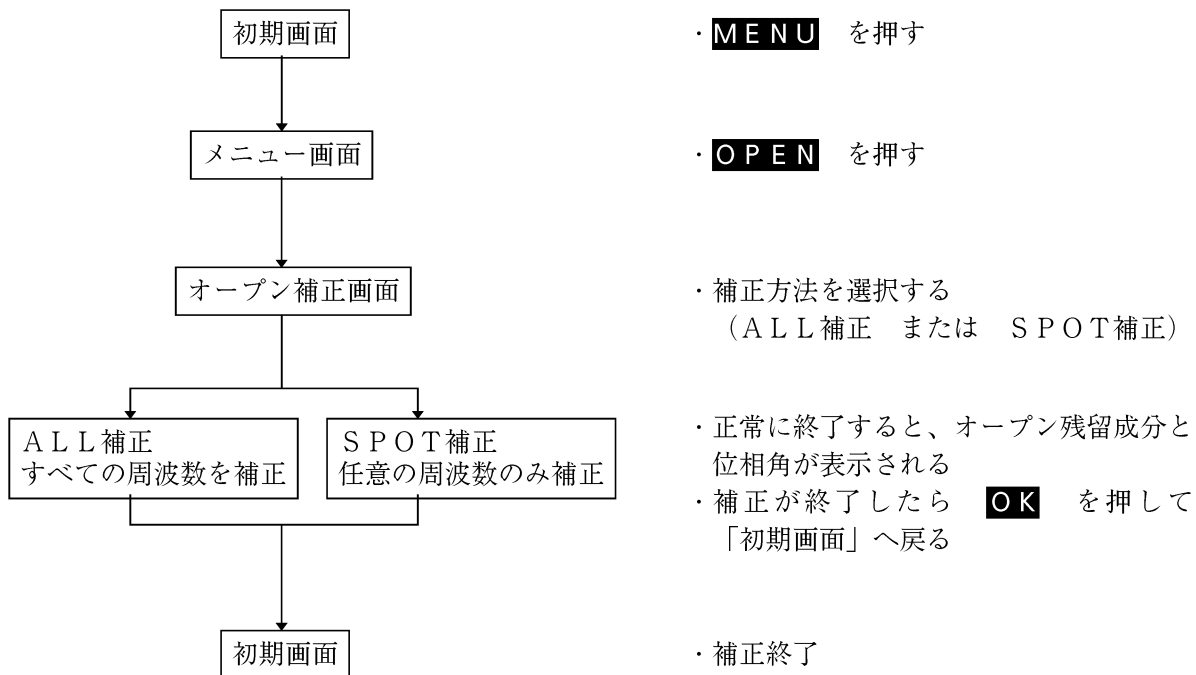 初期画面
・ＭＥＮＵ　を押す
メニュー画面
・ＯＰＥＮ　を押す
オープン補正画面
・補正方法を選択する
（ＡＬＬ補正　または　ＳＰＯＴ補正）
ＡＬＬ補正
すべての周波数を補正
ＳＰＯＴ補正
任意の周波数のみ補正
・正常に終了すると、オープン残留成分と
位相角が表示される
・補正が終了したら　ＯＫ　を押して
「初期画面」へ戻る
初期画面
・補正終了